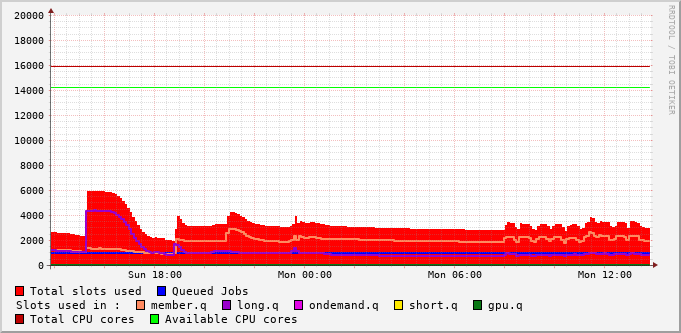 20000
18000
16000
14000
12000
10000
8000
6000
4000
2000
0
Sun 18:00 Mon 00:00 Mon 06:00 Mon 12:00
RRDTOOL / TOBI OETIKER
Total slots used Queued Jobs
Slots used in : member.q long.q ondemand.q short.q gpu.q
Total CPU cores Available CPU cores